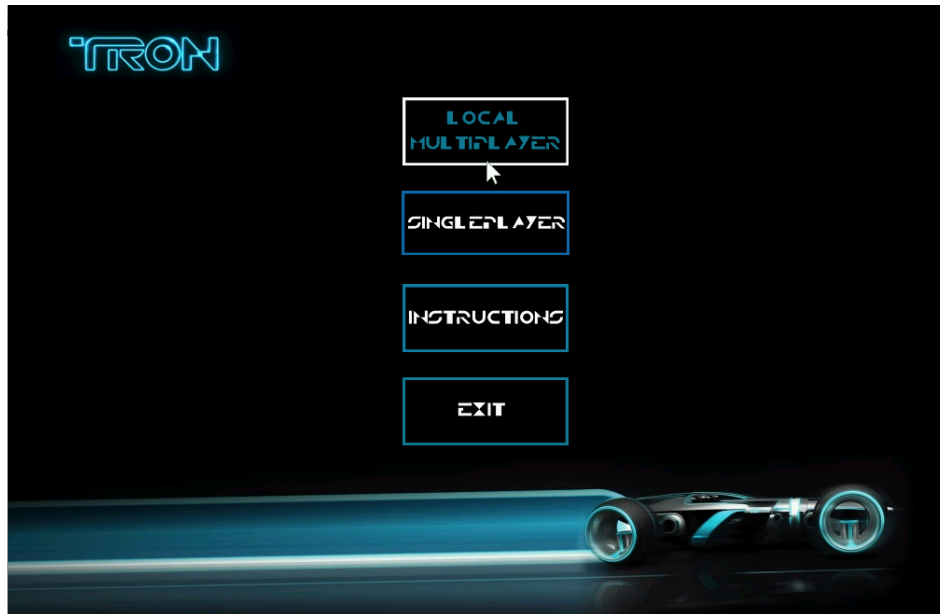 TRON
LOCAL
MULTIPLAYER
SINGLEPLAYER
INSTRUCTIONS
EXIT